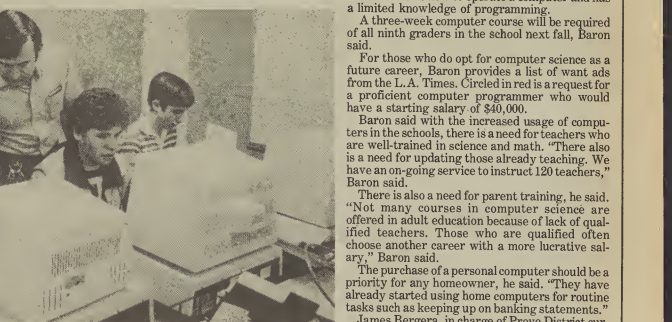 a limited knowledge of programming.
A three-week computer course will be required
of all ninth graders in the school next fall, Baron
said.
For those who do opt for computer science as a
future career, Baron provides a list of want ads
from the L.A. Times. Circled in red is a request for
a proficient computer programmer who would
have a starting salary of $40,000.
Baron said with the increased usage of compu-
ters in the schools, there is a need for teachers who
are well-trained in science and math. “There also
is a need for updating those already teaching. We
have an on-going service to instruct 120 teachers,”
Baron said.
There is also a need for parent training, he said.
“Not many courses in computer science are
offered in adult education because of lack of qual-
ified teachers. Those who are qualified often
choose another career with a more lucrative sal-
ary,” Baron said.
The purchase of a personal computer should be a
priority for any homeowner, he said. “They have
already started using home computers for routine
tasks such as keeping up on banking statements.”
James Bergera, in charge of Provo District cur-